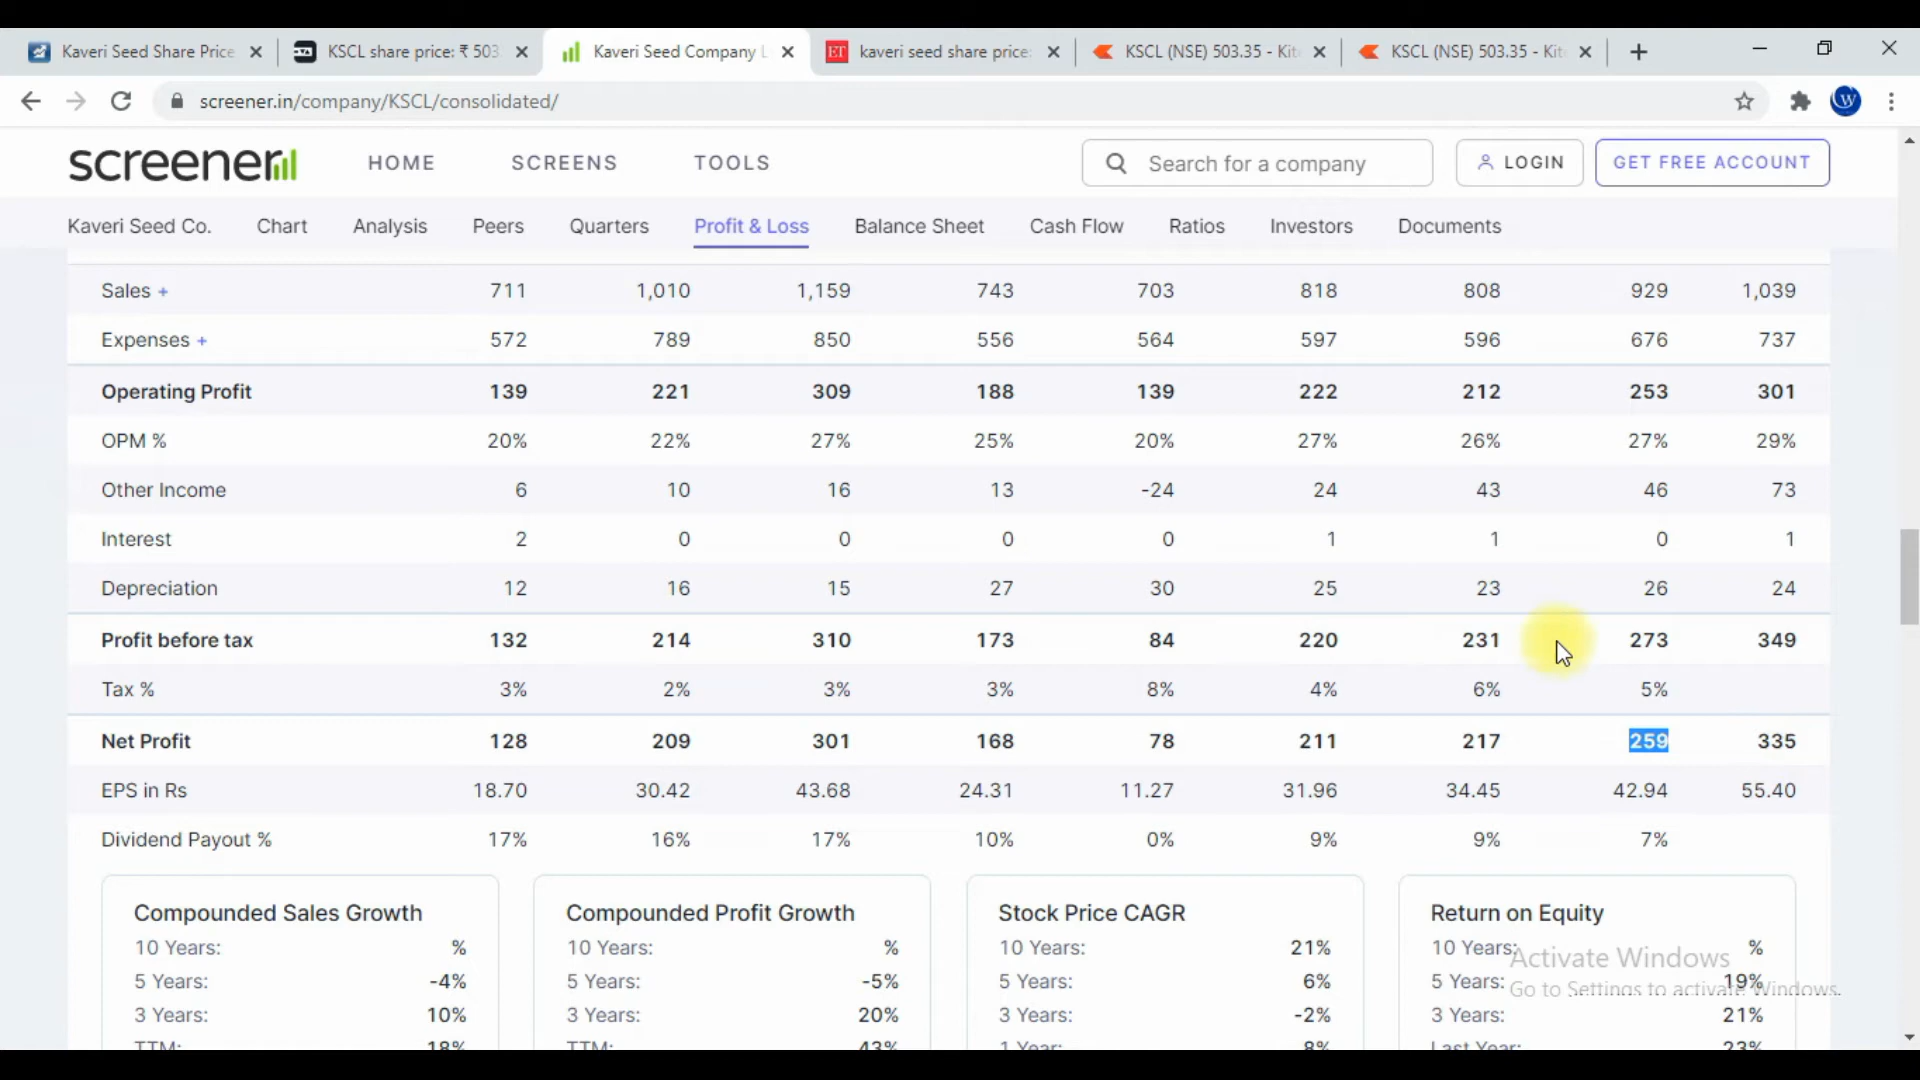 Kaveri Seed Share Price
KSCL share price: ₹ 503
Kaveri Seed Company L
ET kaveri seed share price:
KSCL (NSE) 503.35 - Kit
KSCL (NSE) 503.35 - Kit
screener.in/company/KSCL/consolidated/
W
screener HOME SCREENS TOOLS Search for a company LOGIN GET FREE ACCOUNT
Kaveri Seed Co. Chart Analysis Peers Quarters Profit & Loss Balance Sheet Cash Flow Ratios Investors Documents
Sales + 711 1,010 1,159 743 703 818 808 929 1,039
Expenses + 572 789 850 556 564 597 596 676 737
Operating Profit 139 221 309 188 139 222 212 253 301
OPM % 20% 22% 27% 25% 20% 27% 26% 27% 29%
Other Income 6 10 16 13 -24 24 43 46 73
Interest 2 0 0 0 0 1 1 0 1
Depreciation 12 16 15 27 30 25 23 26 24
Profit before tax 132 214 310 173 84 220 231 273 349
Tax % 3% 2% 3% 3% 8% 4% 6% 5%
Net Profit 128 209 301 168 78 211 217 259 335
EPS in Rs 18.70 30.42 43.68 24.31 11.27 31.96 34.45 42.94 55.40
Dividend Payout % 17% 16% 17% 10% 0% 9% 9% 7%
Compounded Sales Growth
10 Years: %
5 Years: -4%
3 Years: 10%
TTM: 18%
Compounded Profit Growth
10 Years: %
5 Years: -5%
3 Years: 20%
TTM: 43%
Stock Price CAGR
10 Years: 21%
5 Years: 6%
3 Years: -2%
1 Year: 8%
Return on Equity
10 Years: %
5 Years: 19%
3 Years: 21%
Last Year: 23%
Activate Windows
Go to Settings to activate Windows.